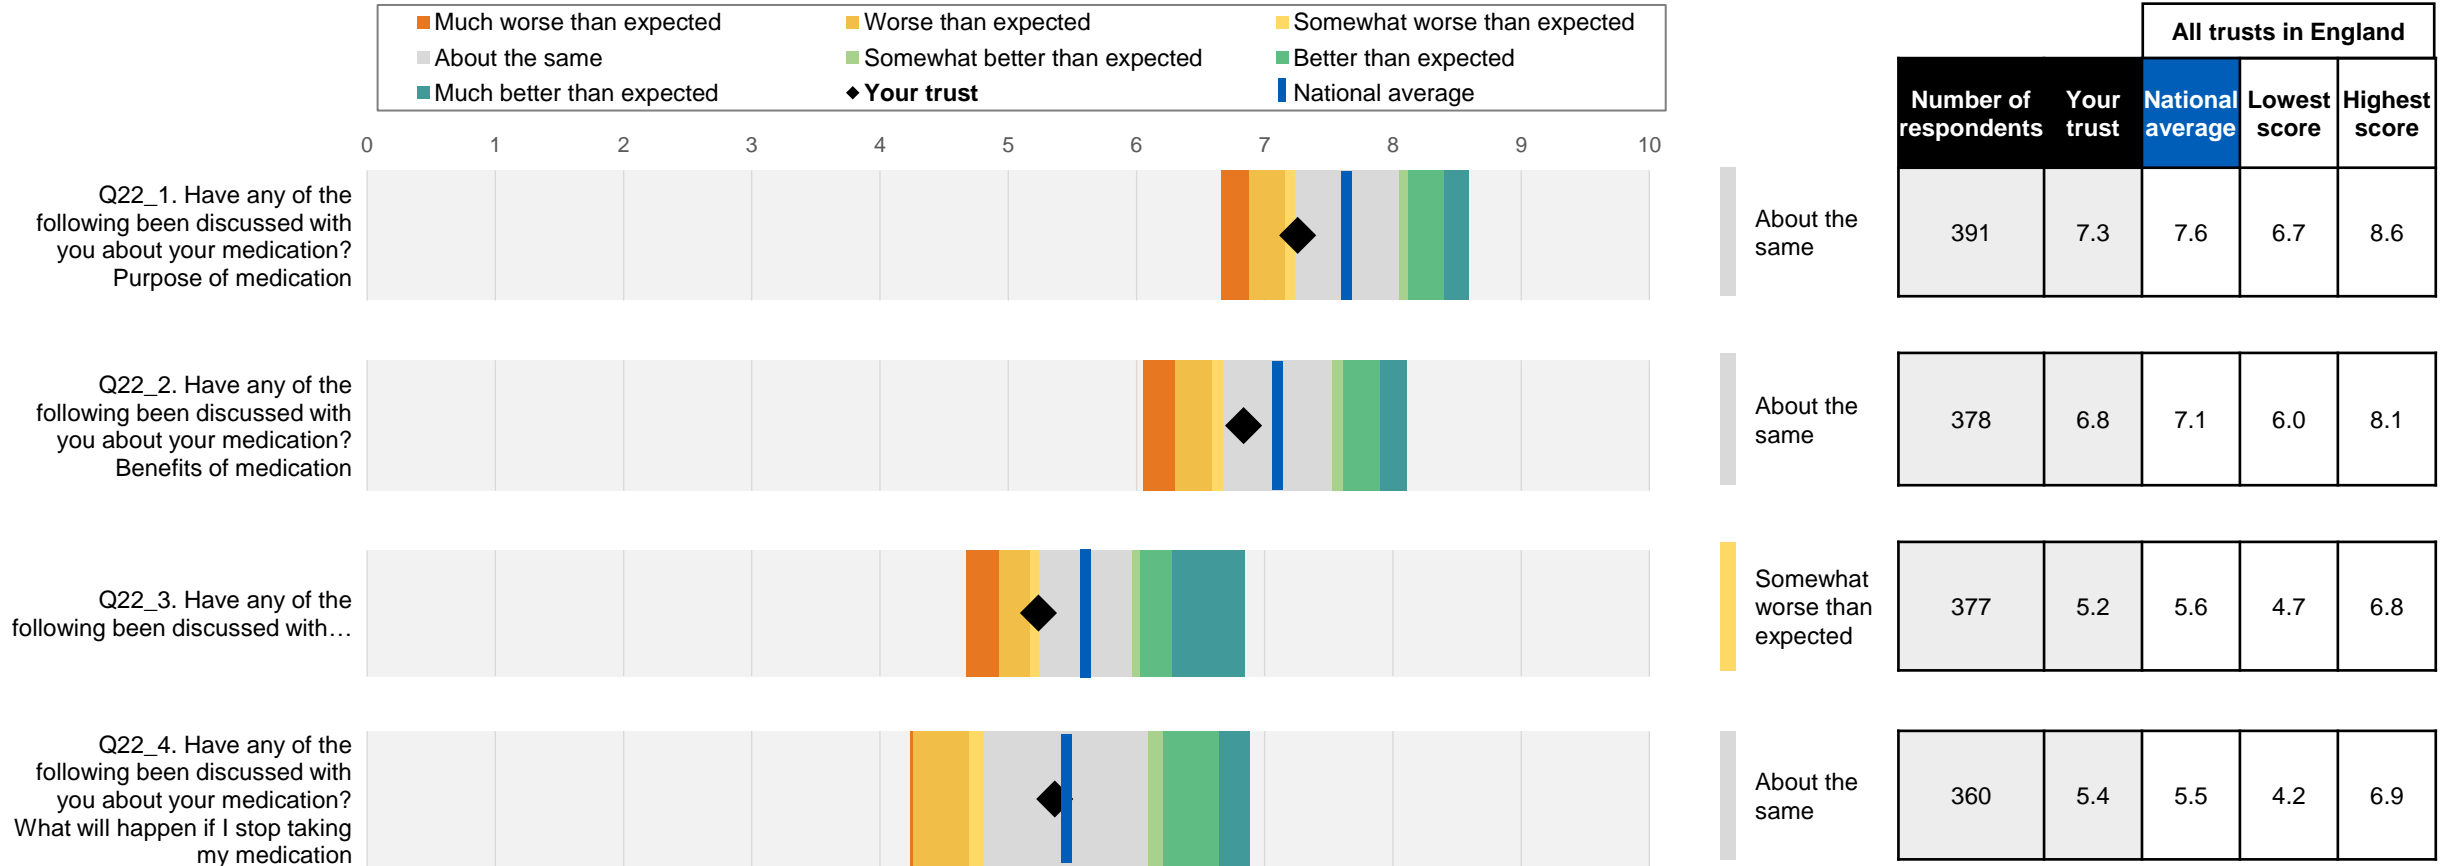 Much worse than expected
Worse than expected
Somewhat worse than expected
About the same
Somewhat better than expected
Better than expected
Much better than expected
Your trust
National average
All trusts in England
Number of respondents
Your trust
National average
Lowest score
Highest score
0 1 2 3 4 5 6 7 8 9 10
Q22_1. Have any of the
following been discussed with
you about your medication?
Purpose of medication
About the
same
391 7.3 7.6 6.7 8.6
Q22_2. Have any of the
following been discussed with
you about your medication?
Benefits of medication
About the
same
378 6.8 7.1 6.0 8.1
Q22_3. Have any of the
following been discussed with…
Somewhat
worse than
expected
377 5.2 5.6 4.7 6.8
Q22_4. Have any of the
following been discussed with
you about your medication?
What will happen if I stop taking
my medication
About the
same
360 5.4 5.5 4.2 6.9